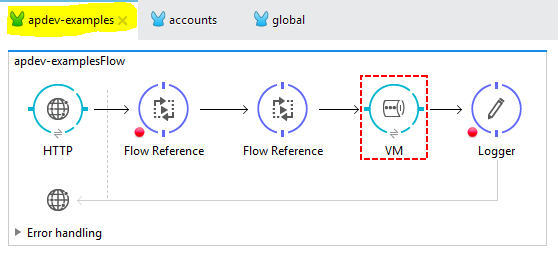 apdev-examples
accounts
global
apdev-examplesFlow
HTTP
Flow Reference
Flow Reference
VM
Logger
Error handling